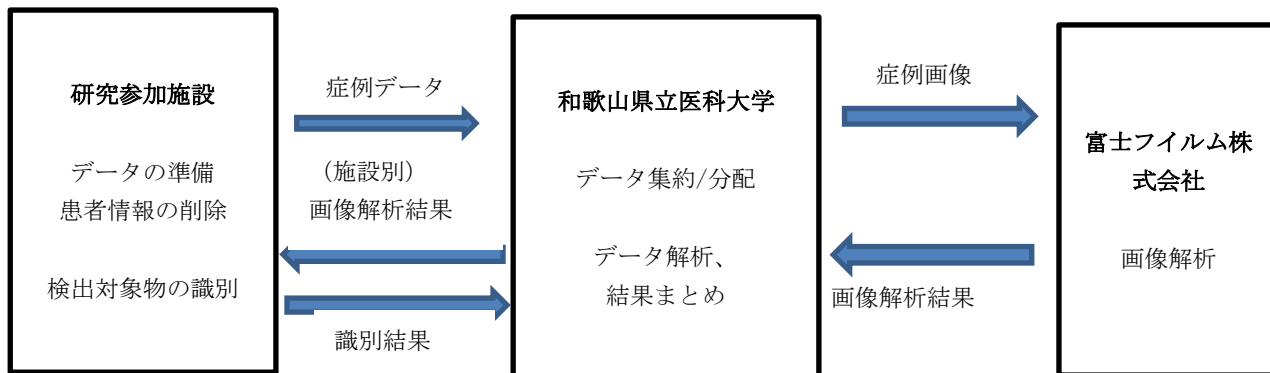 研究参加施設
データの準備
患者情報の削除
検出対象物の識別
症例データ
(施設別)
画像解析結果
識別結果
和歌山県立医科大学
データ集約/分配
データ解析、
結果まとめ
症例画像
画像解析結果
富士フイルム株
式会社
画像解析